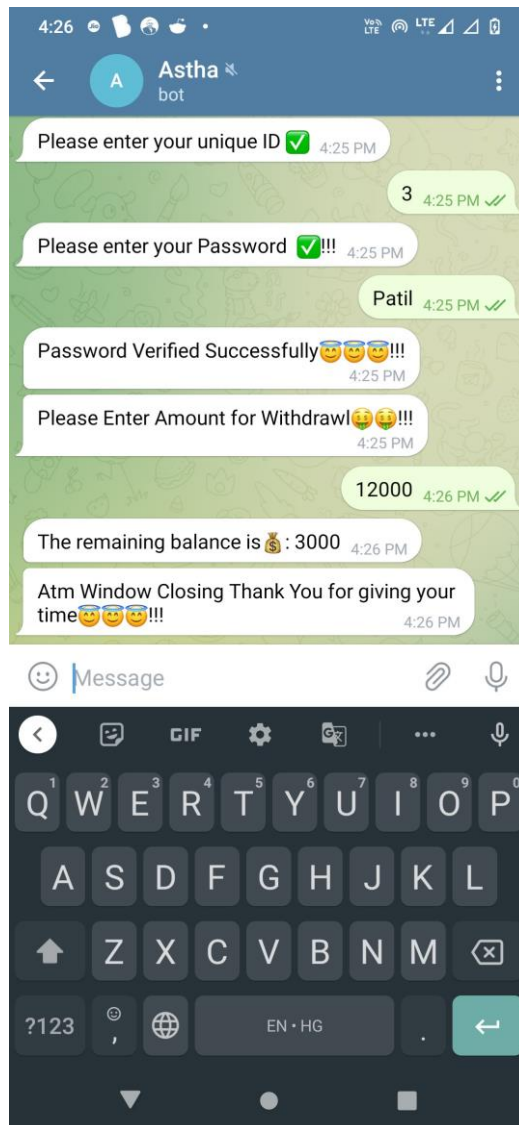 4:26
Vo)) LTE LTE
A
Astha
bot
Please enter your unique ID ✅ 4:25 PM
3 4:25 PM
Please enter your Password ✅!!! 4:25 PM
Patil 4:25 PM
Password Verified Successfully😇😇😇!!!
4:25 PM
Please Enter Amount for Withdrawl🤑🤑!!!
4:25 PM
12000 4:26 PM
The remaining balance is💰: 3000 4:26 PM
Atm Window Closing Thank You for giving your
time😇😇😇!!! 4:26 PM
Message
GIF
1 2 3 4 5 6 7 8 9 0
Q W E R T Y U I O P
A S D F G H J K L
Z X C V B N M
?123 , EN • HG .